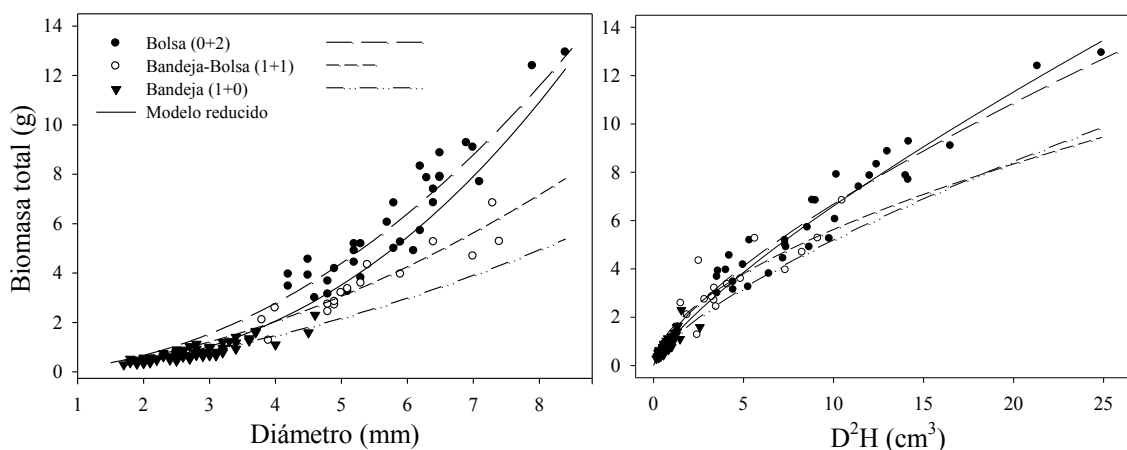 Biomasa total (g)
14
12
10
8
6
4
2
0
Bolsa (0+2)
Bandeja-Bolsa (1+1)
Bandeja (1+0)
Modelo reducido
1 2 3 4 5 6 7 8
Diámetro (mm)
14
12
10
8
6
4
2
0
0 5 10 15 20 25
D²H (cm³)